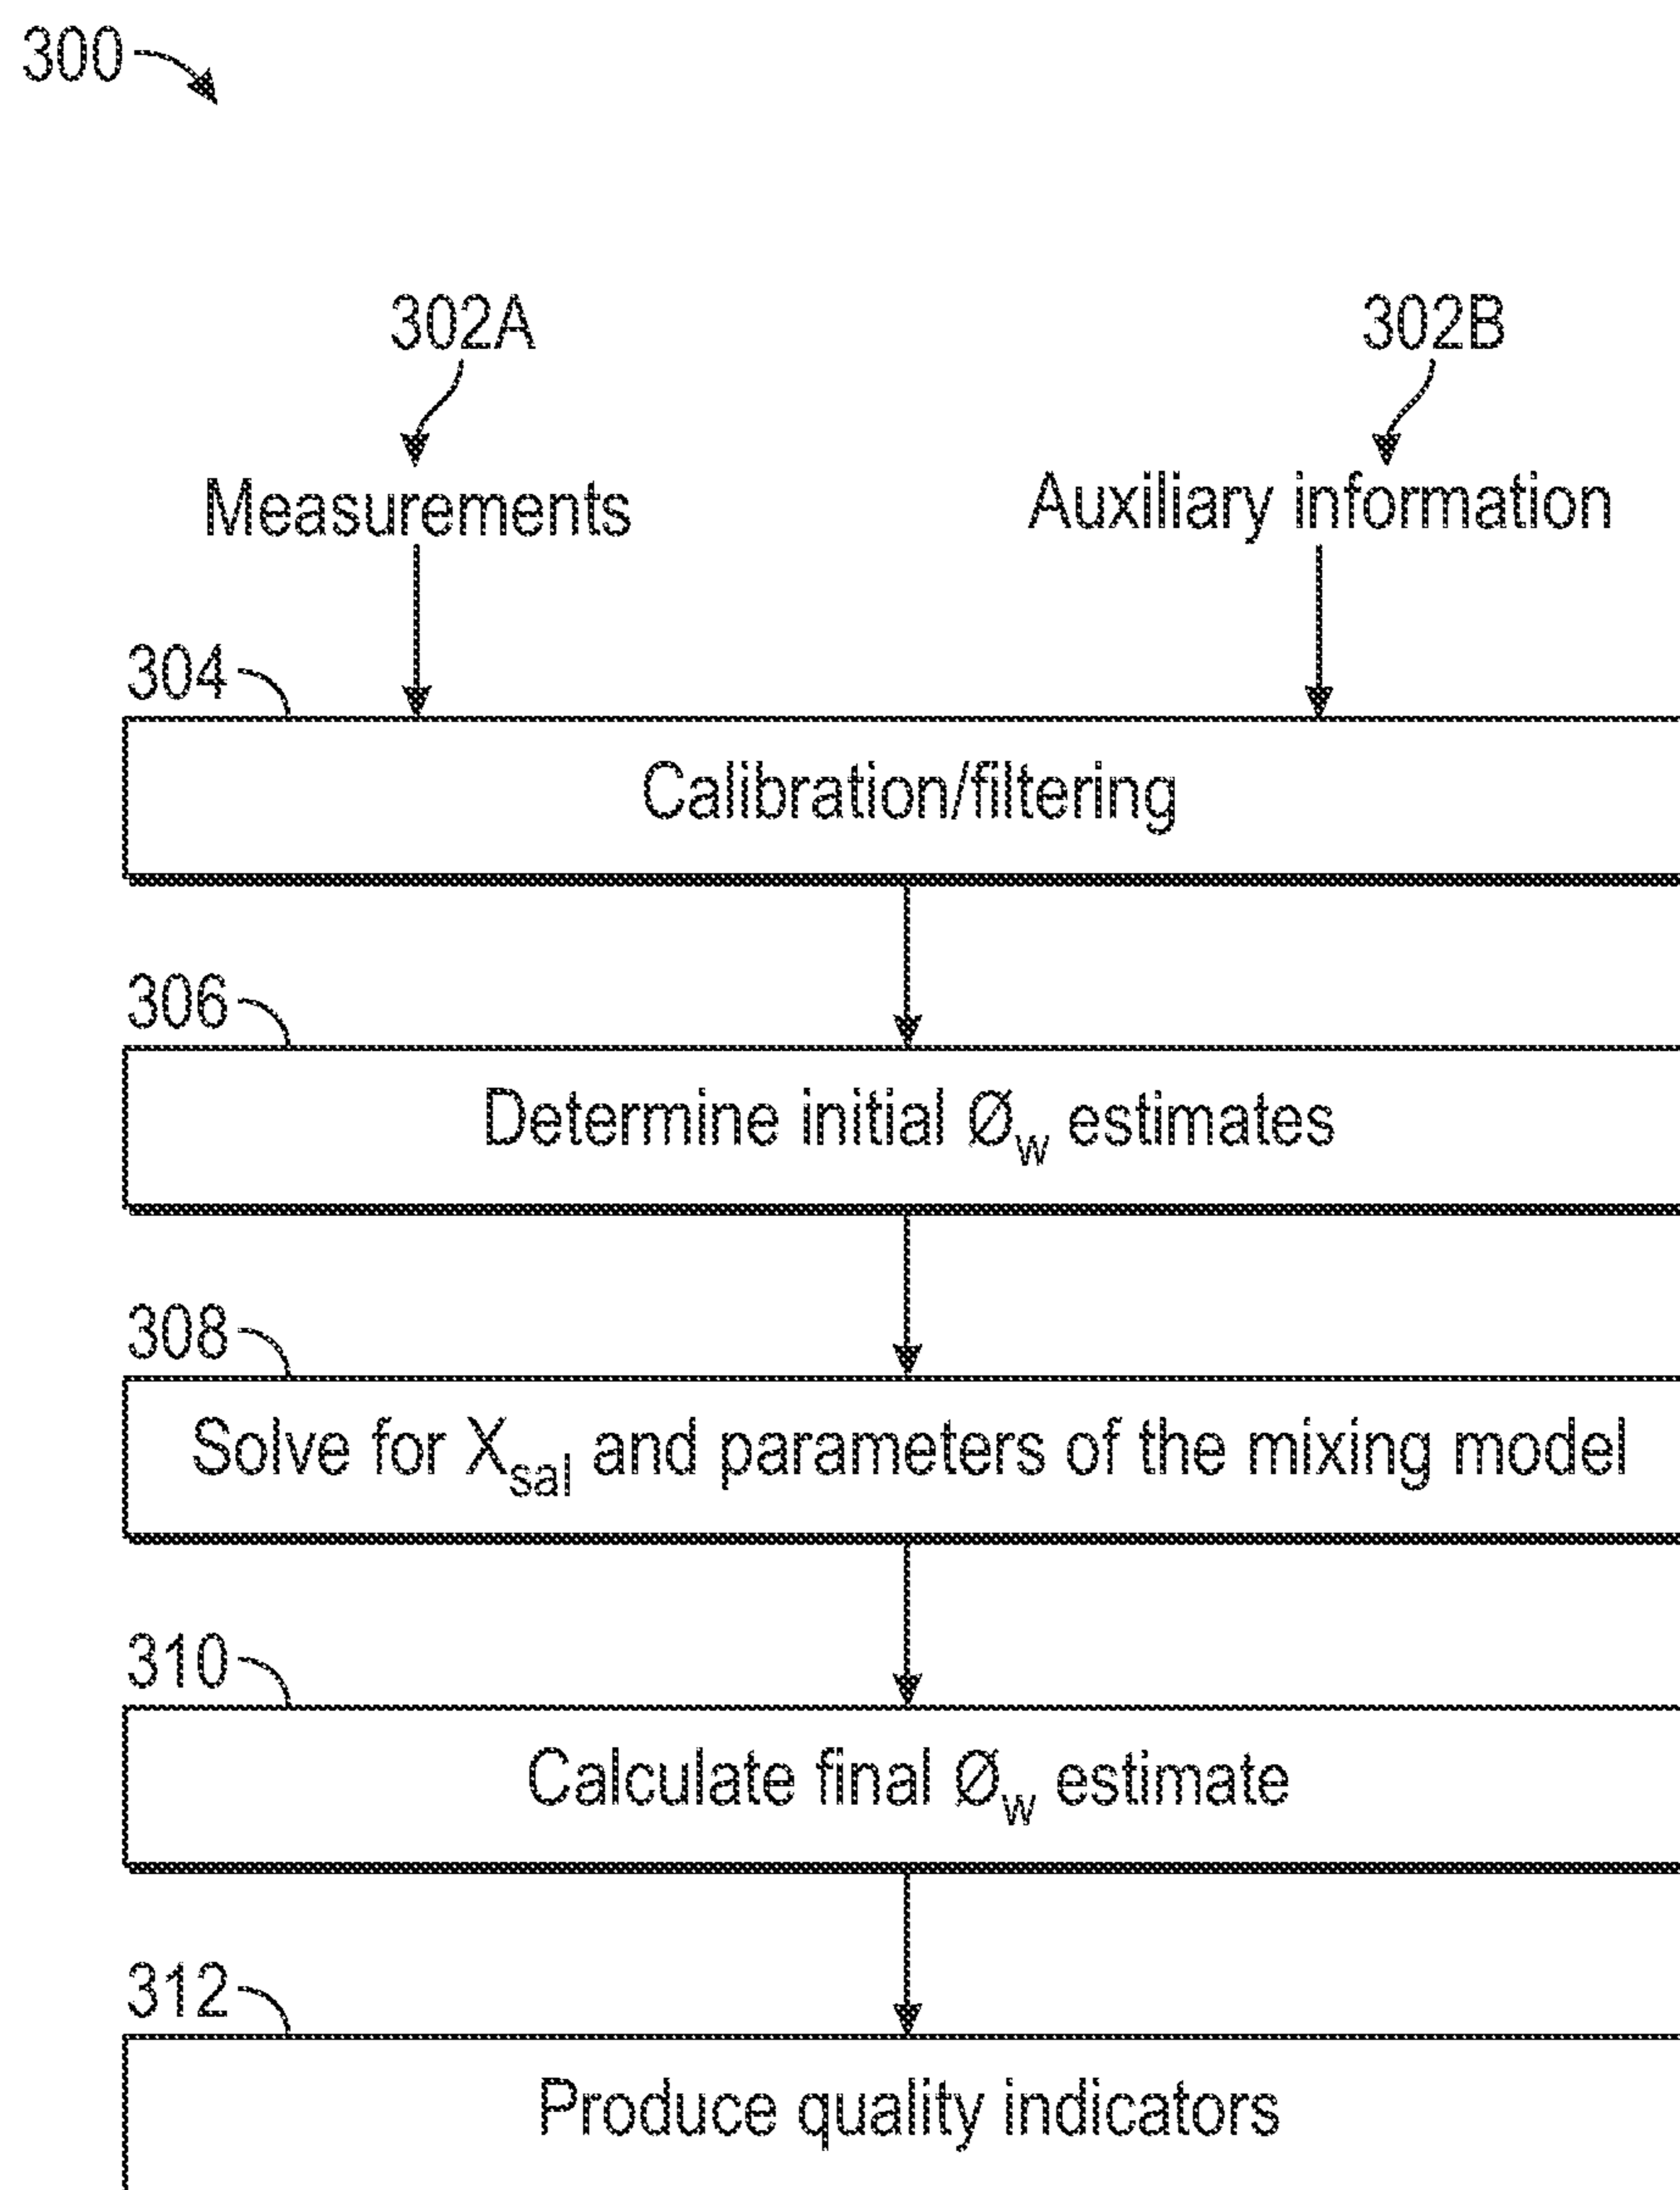 300
302A
302B
Measurements
Auxiliary information
304
Calibration/filtering
306
Determine initial Øw estimates
308
Solve for Xsal and parameters of the mixing model
310
Calculate final Øw estimate
312
Produce quality indicators